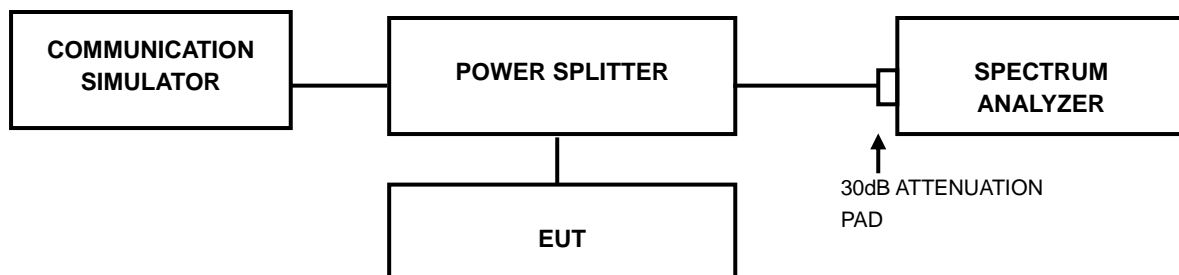 COMMUNICATION
SIMULATOR
POWER SPLITTER
SPECTRUM
ANALYZER
30dB ATTENUATION
PAD
EUT